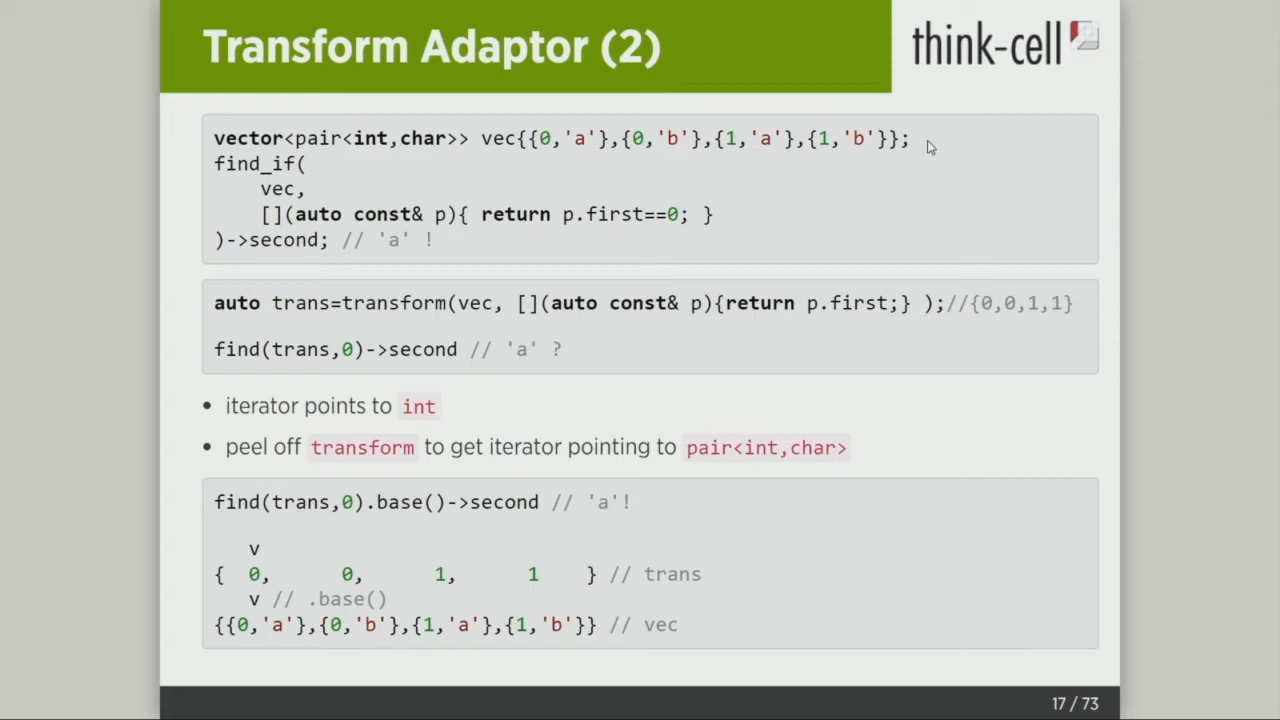 Transform Adaptor (2)
think-cell
vector<pair<int,char>> vec{{0,'a'},{0,'b'},{1,'a'},{1,'b'}};
find_if(
    vec,
    [](auto const& p){ return p.first==0; }
)->second; // 'a' !
auto trans=transform(vec, [](auto const& p){return p.first;} );//{0,0,1,1}
find(trans,0)->second // 'a' ?
• iterator points to int
• peel off transform to get iterator pointing to pair<int,char>
find(trans,0).base()->second // 'a'!
   v
{  0,      0,      1,      1    } // trans
   v // .base()
{{0,'a'},{0,'b'},{1,'a'},{1,'b'}} // vec
17 / 73